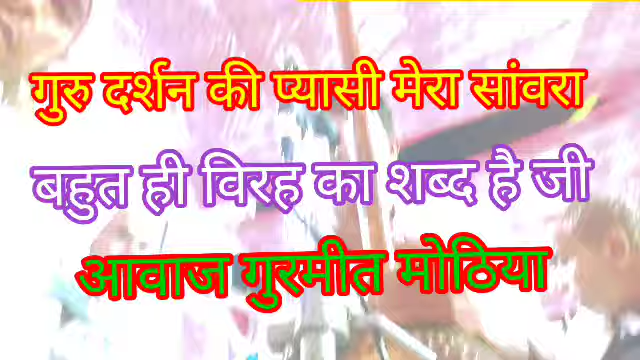 गुरु दर्शन की प्यासी मेरा सांवरा
बहुत ही विरह का शब्द है जी
आवाज गुरमीत मोठिया